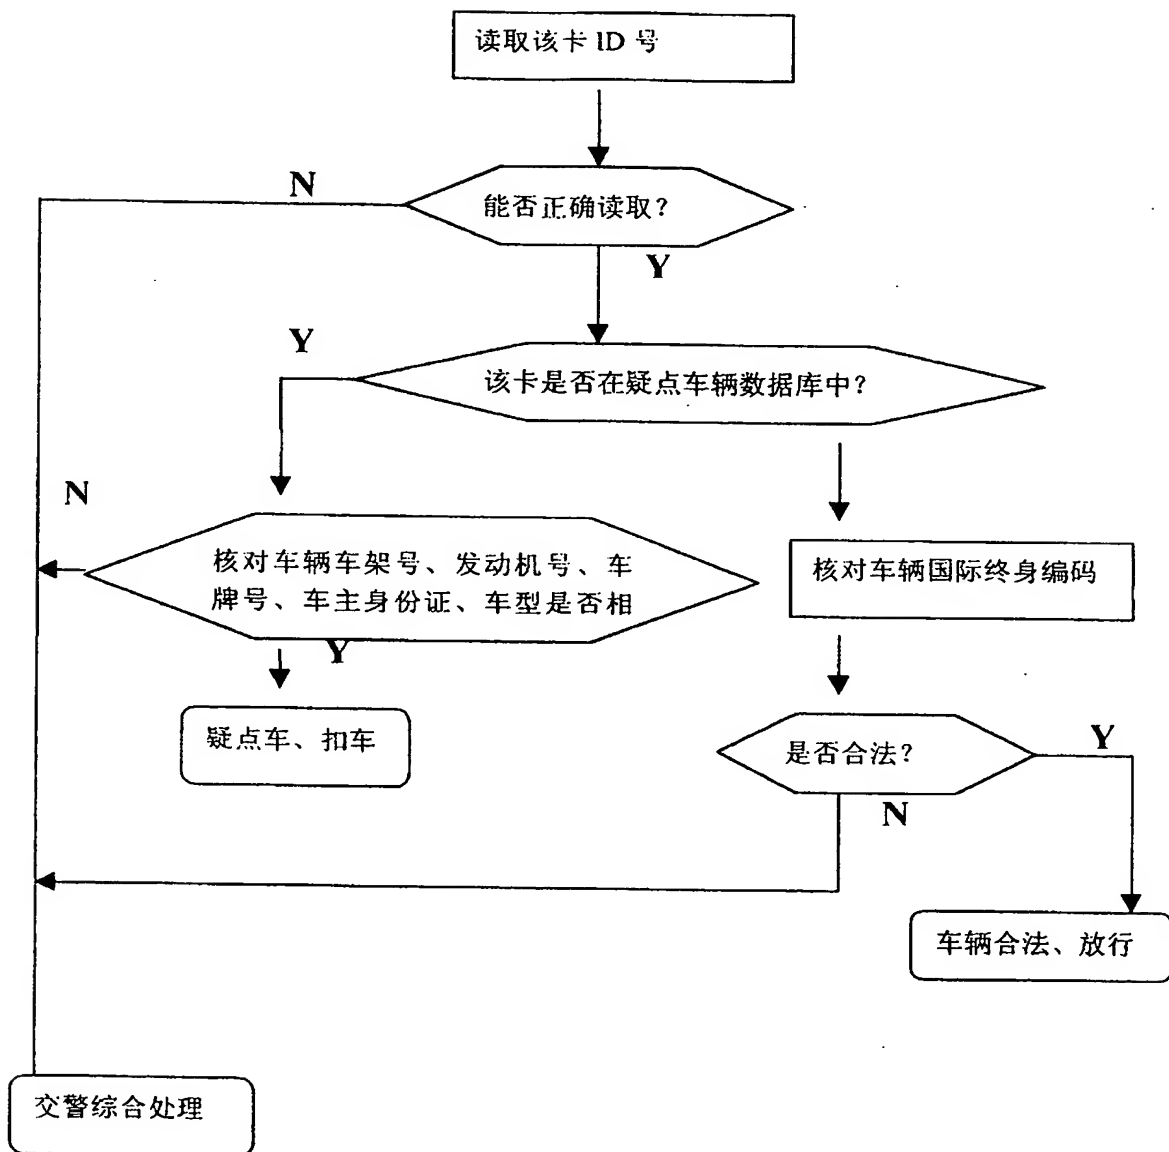 读取该卡 ID 号
N
能否正确读取？
Y
Y
该卡是否在疑点车辆数据库中？
N
核对车辆车架号、发动机号、车
牌号、车主身份证、车型是否相
核对车辆国际终身编码
Y
疑点车、扣车
是否合法？
Y
N
车辆合法、放行
交警综合处理